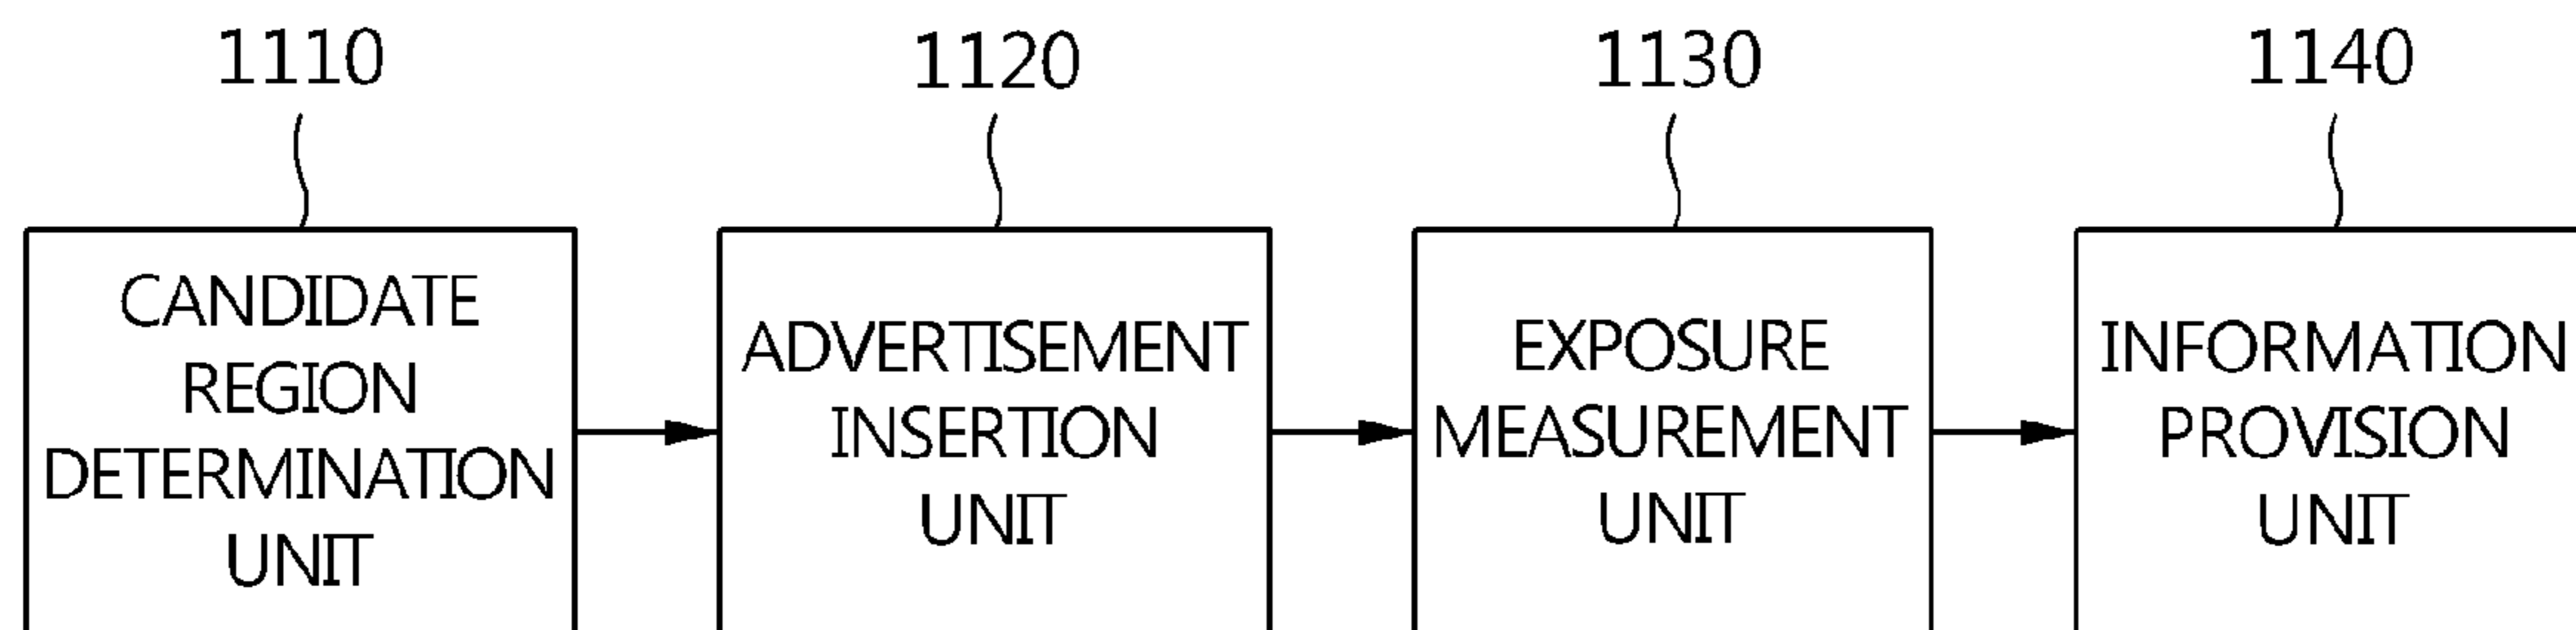 1110
1120
1130
1140
CANDIDATE
REGION
DETERMINATION
UNIT
ADVERTISEMENT
INSERTION
UNIT
EXPOSURE
MEASUREMENT
UNIT
INFORMATION
PROVISION
UNIT